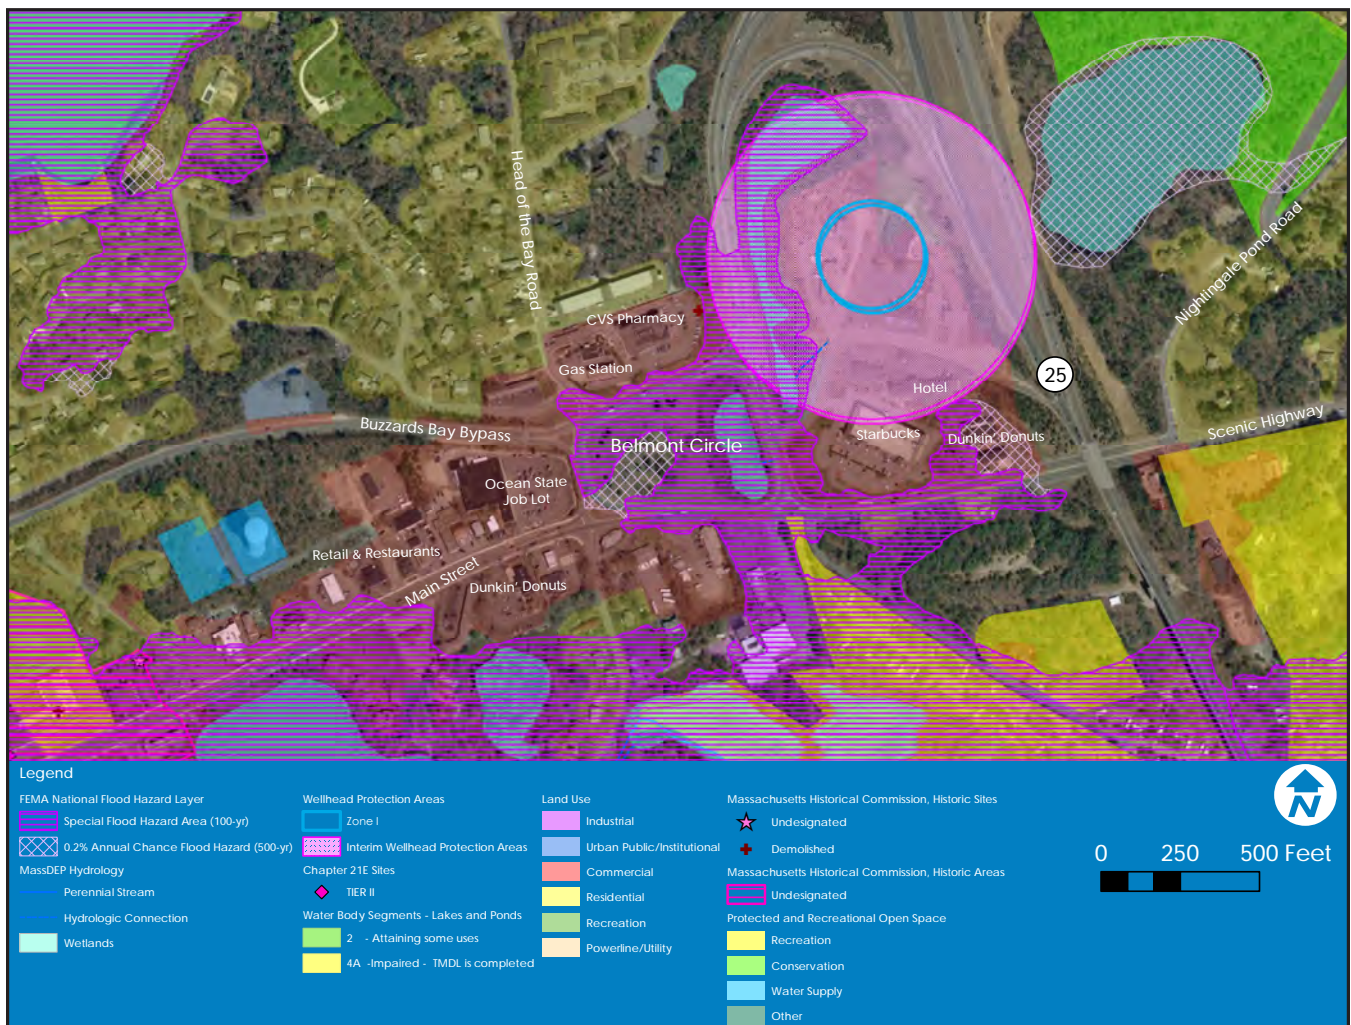 Head of the Bay Road
Nightingale Pond Road
CVS Pharmacy
Gas Station
25
Hotel
Scenic Highway
Buzzards Bay Bypass
Belmont Circle
Starbucks
Dunkin' Donuts
Ocean State
Job Lot
Retail & Restaurants
Main Street
Dunkin' Donuts
Legend
FEMA National Flood Hazard Layer
Special Flood Hazard Area (100-yr)
0.2% Annual Chance Flood Hazard (500-yr)
MassDEP Hydrology
Perennial Stream
Hydrologic Connection
Wetlands
Wellhead Protection Areas
Zone I
Interim Wellhead Protection Areas
Chapter 21E Sites
TIER II
Water Body Segments - Lakes and Ponds
2 - Attaining some uses
4A -Impaired - TMDL is completed
Land Use
Industrial
Urban Public/Institutional
Commercial
Residential
Recreation
Powerline/Utility
Massachusetts Historical Commission, Historic Sites
Undesignated
Demolished
Massachusetts Historical Commission, Historic Areas
Undesignated
Protected and Recreational Open Space
Recreation
Conservation
Water Supply
Other
N
0 250 500 Feet